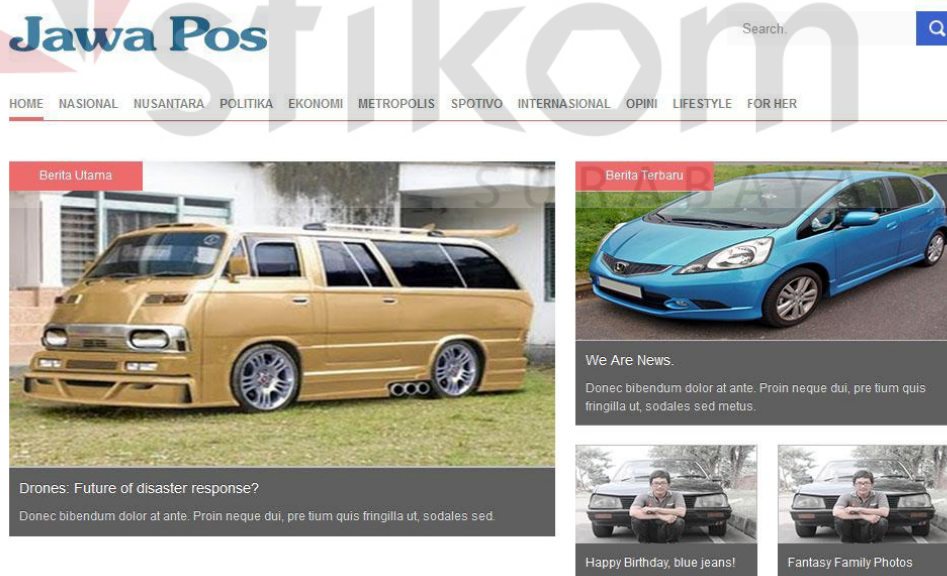 Jawa Pos
stikom
SURABAYA
Search.
HOME NASIONAL NUSANTARA POLITIKA EKONOMI METROPOLIS SPOTIVO INTERNASIONAL OPINI LIFESTYLE FOR HER
Berita Utama
Drones: Future of disaster response?
Donec bibendum dolor at ante. Proin neque dui, pre tium quis fringilla ut, sodales sed.
Berita Terbaru
We Are News.
Donec bibendum dolor at ante. Proin neque dui, pre tium quis
fringilla ut, sodales sed metus.
Happy Birthday, blue jeans!
Fantasy Family Photos